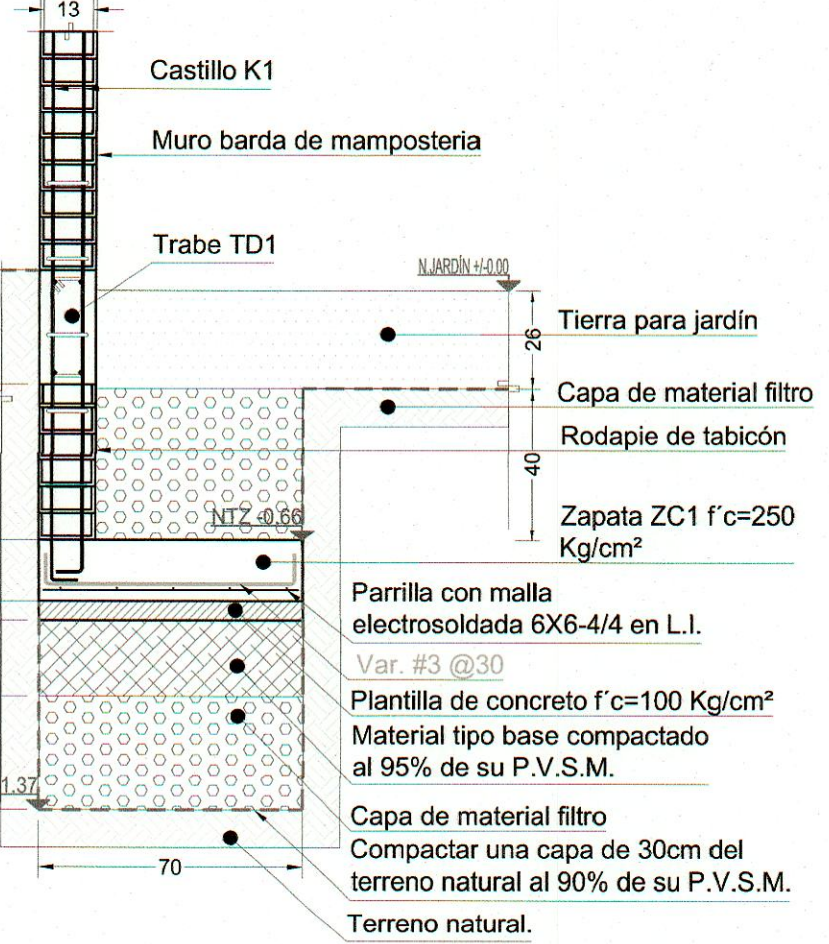 13
Castillo K1
Muro barda de mamposteria
Trabe TD1
N.JARDÍN +/-0.00
26
Tierra para jardín
Capa de material filtro
Rodapie de tabicón
40
NTZ -0.66
Zapata ZC1 f´c=250
Kg/cm²
Parrilla con malla
electrosoldada 6X6-4/4 en L.I.
Var. #3 @30
Plantilla de concreto f´c=100 Kg/cm²
Material tipo base compactado
al 95% de su P.V.S.M.
1.37
Capa de material filtro
Compactar una capa de 30cm del
terreno natural al 90% de su P.V.S.M.
70
Terreno natural.